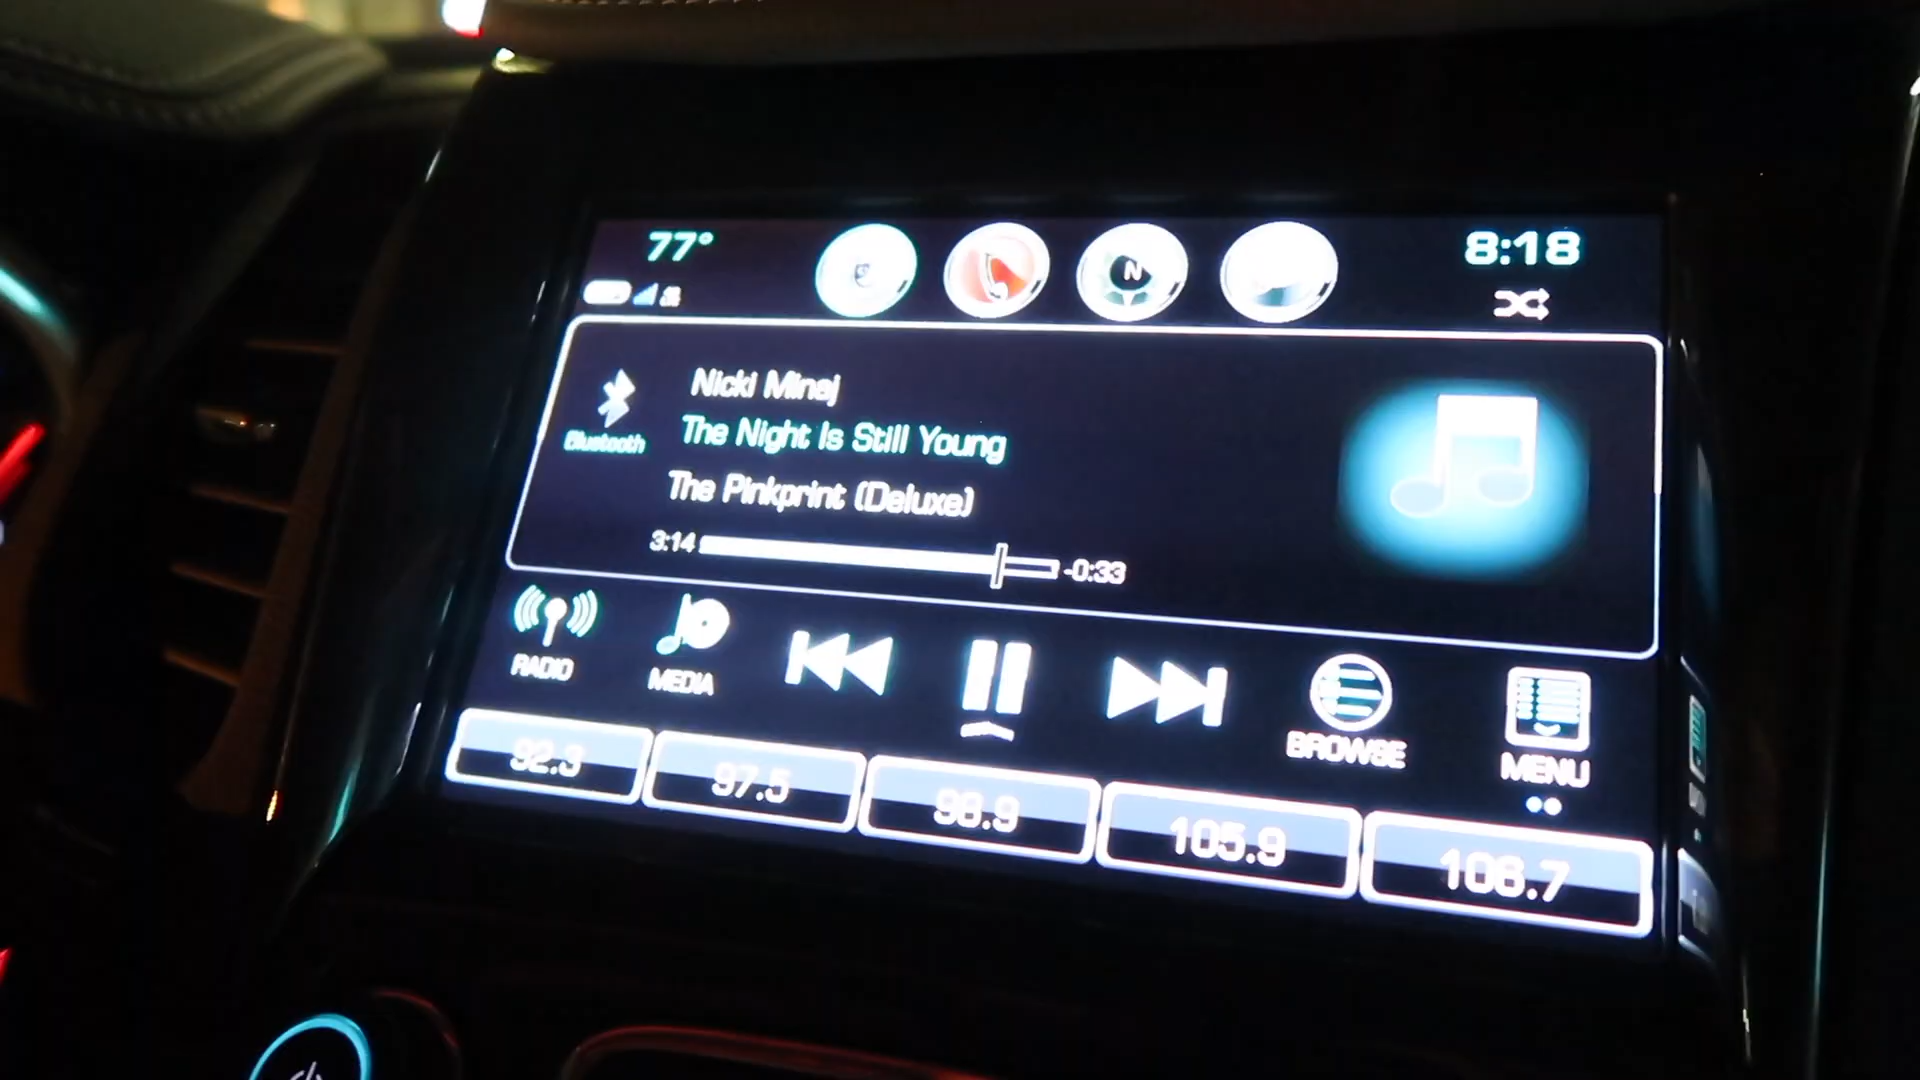 77°
N
8:18
Bluetooth
Nicki Minaj
The Night Is Still Young
The Pinkprint (Deluxe)
3:14
-0:33
RADIO
MEDIA
BROWSE
MENU
92.3
97.5
98.9
105.9
106.7